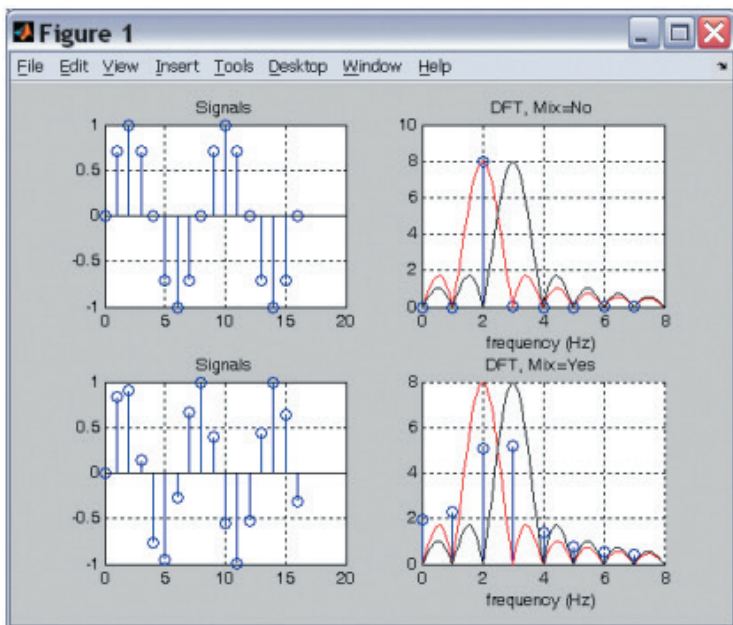 Figure 1
File Edit View Insert Tools Desktop Window Help
Signals
1
0.5
0
-0.5
-1
0 5 10 15 20
DFT, Mix=No
10
8
6
4
2
0
0 2 4 6 8
frequency (Hz)
Signals
1
0.5
0
-0.5
-1
0 5 10 15 20
DFT, Mix=Yes
8
6
4
2
0
0 2 4 6 8
frequency (Hz)